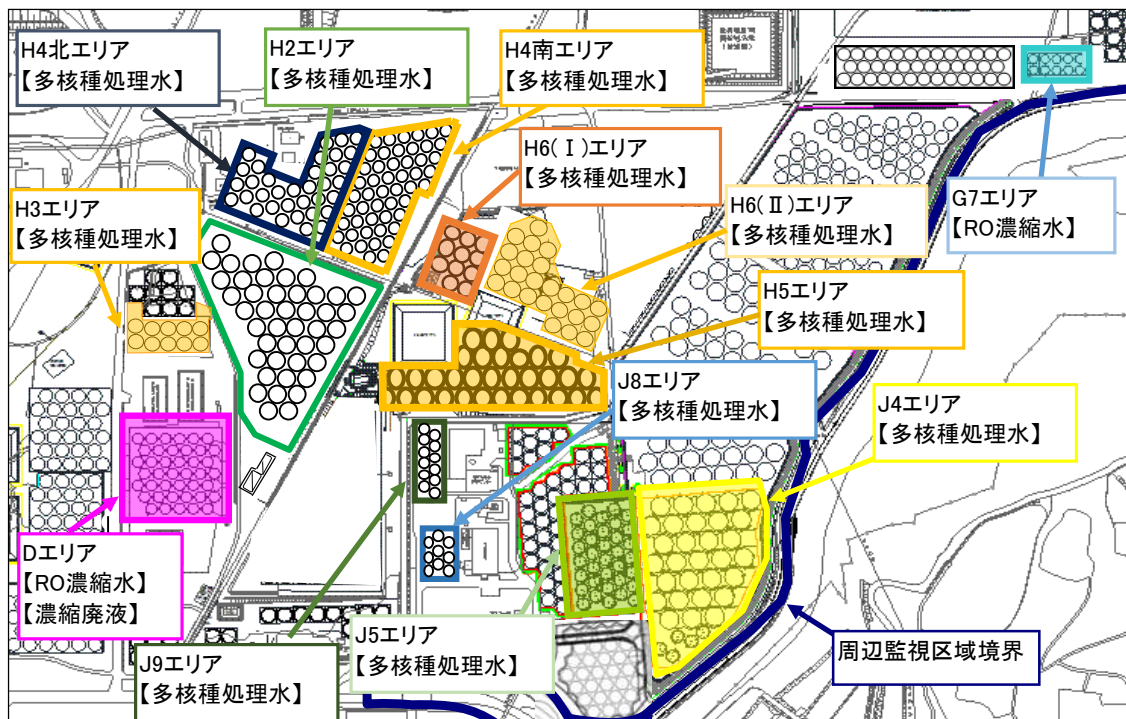 H4北エリア
【多核種処理水】
H2エリア
【多核種処理水】
H4南エリア
【多核種処理水】
H6(Ⅰ)エリア
【多核種処理水】
H3エリア
【多核種処理水】
H6(Ⅱ)エリア
【多核種処理水】
G7エリア
【RO濃縮水】
H5エリア
【多核種処理水】
J8エリア
【多核種処理水】
J4エリア
【多核種処理水】
Dエリア
【RO濃縮水】
【濃縮廃液】
J5エリア
【多核種処理水】
J9エリア
【多核種処理水】
周辺監視区域境界